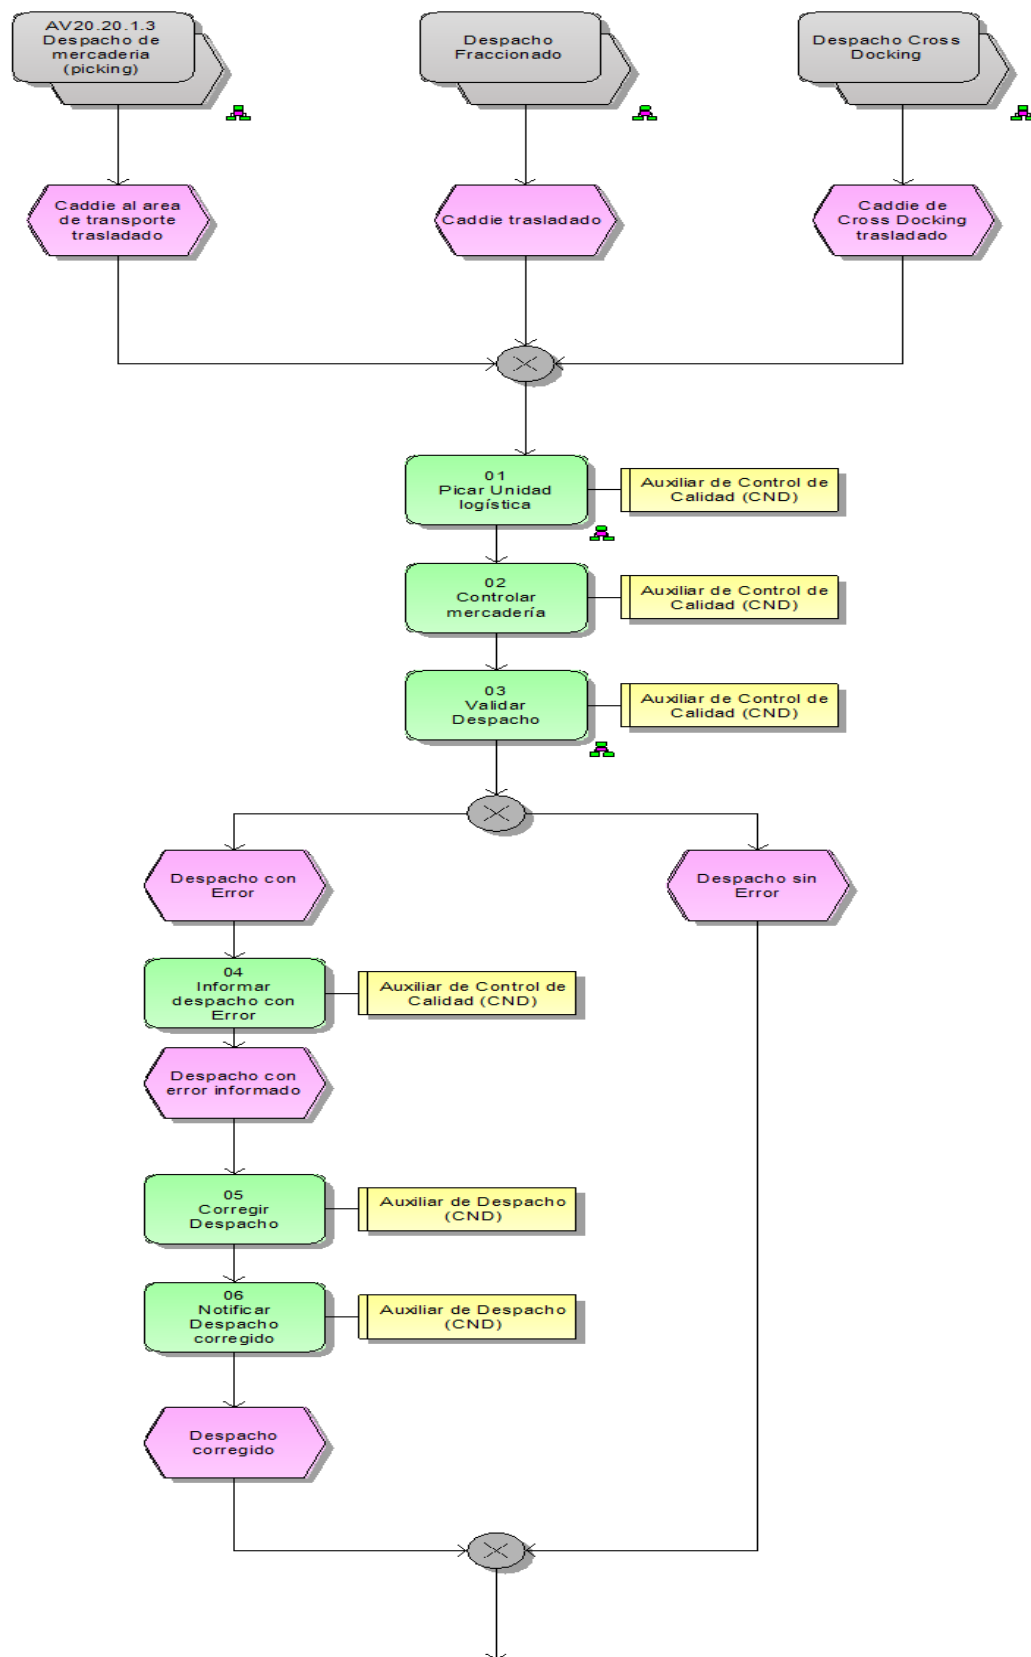 AV20.20.1.3
Despacho de
mercaderia
(picking)
Despacho
Fraccionado
Despacho Cross
Docking
Caddie al area
de transporte
trasladado
Caddie trasladado
Caddie de
Cross Docking
trasladado
01
Picar Unidad
logística
Auxiliar de Control de
Calidad (CND)
02
Controlar
mercadería
Auxiliar de Control de
Calidad (CND)
03
Validar
Despacho
Auxiliar de Control de
Calidad (CND)
Despacho con
Error
Despacho sin
Error
04
Informar
despacho con
Error
Auxiliar de Control de
Calidad (CND)
Despacho con
error informado
05
Corregir
Despacho
Auxiliar de Despacho
(CND)
06
Notificar
Despacho
corregido
Auxiliar de Despacho
(CND)
Despacho
corregido